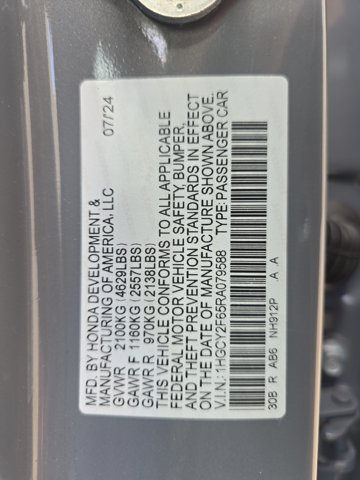 MFD. BY HONDA DEVELOPMENT &
MANUFACTURING OF AMERICA, LLC 07/24
GVWR 2100KG (4629LBS)
GAWR F 1160KG (2557LBS)
GAWR R 970KG (2138LBS)
THIS VEHICLE CONFORMS TO ALL APPLICABLE
FEDERAL MOTOR VEHICLE SAFETY, BUMPER,
AND THEFT PREVENTION STANDARDS IN EFFECT
ON THE DATE OF MANUFACTURE SHOWN ABOVE.
V.I.N.: 1HGCY2F65RA079588 TYPE: PASSENGER CAR
30B R AB6 NH912P A A